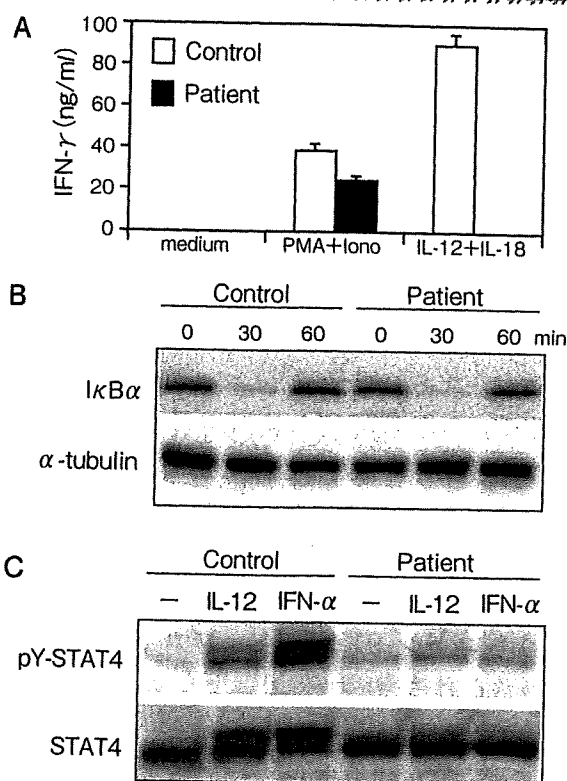 A
100
80
60
40
20
0
IFN-γ (ng/ml)
Control
Patient
medium PMA+Iono IL-12+IL-18
B
Control Patient
0 30 60 0 30 60 min
IκBα
α-tubulin
C
Control Patient
– IL-12 IFN-α – IL-12 IFN-α
pY-STAT4
STAT4